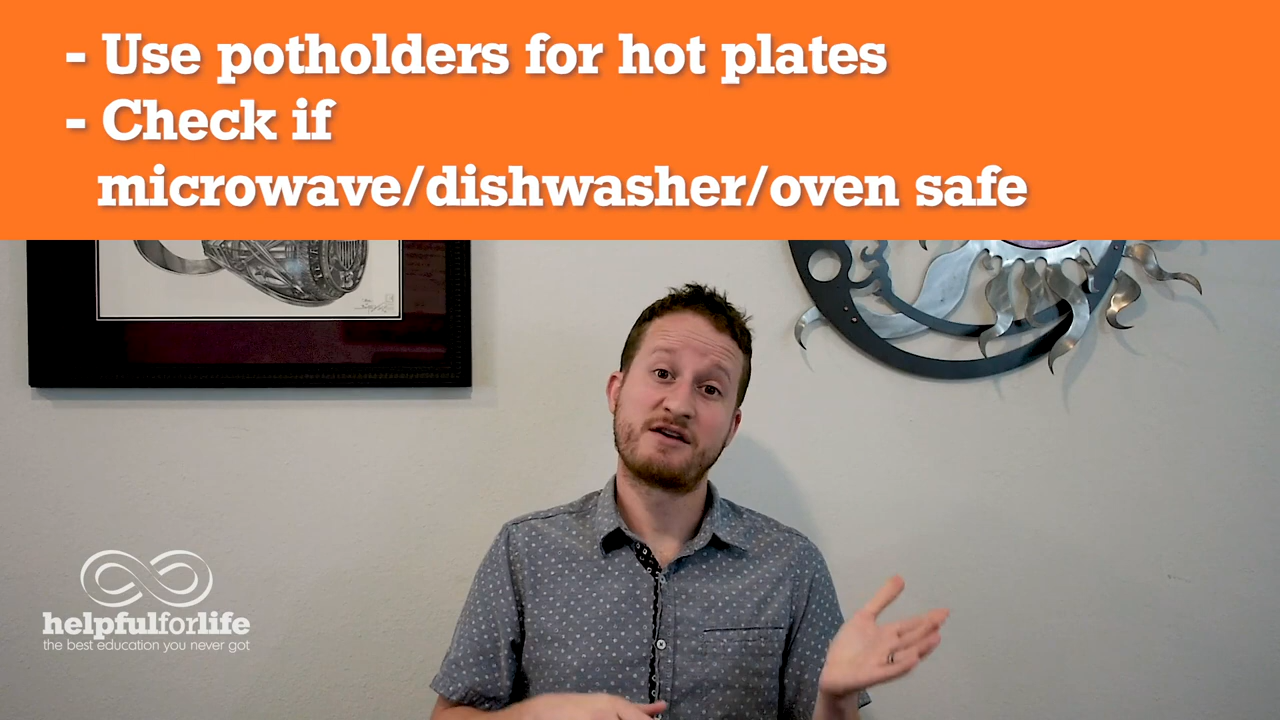 - Use potholders for hot plates
- Check if
microwave/dishwasher/oven safe
helpfulforlife
the best education you never got